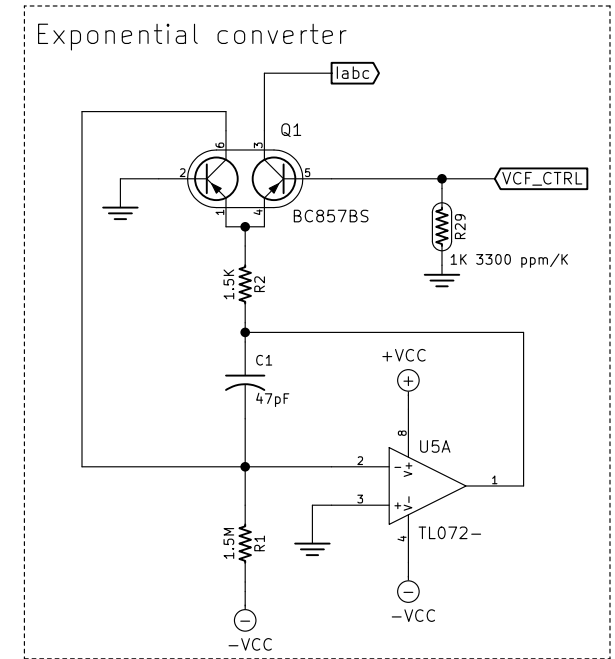 Exponential converter
Iabc
Q1
6
3
2
5
VCF_CTRL
1
4
BC857BS
R29
1K 3300 ppm/K
1.5K
R2
C1
47pF
+VCC
+
8
U5A
2
-
V+
1
3
+
V-
TL072-
4
1.5M
R1
-
-VCC
-
-VCC